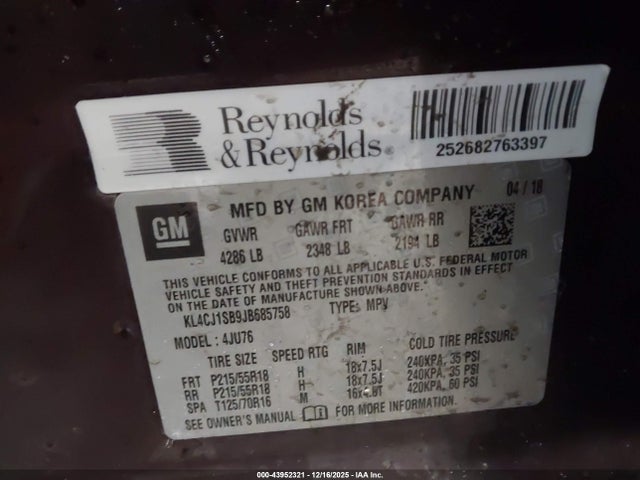 Reynolds
& Reynolds
252682763397
GM
MFD BY GM KOREA COMPANY 04 / 18
GVWR GAWR FRT GAWR RR
4286 LB 2348 LB 2194 LB
THIS VEHICLE CONFORMS TO ALL APPLICABLE U.S. FEDERAL MOTOR
VEHICLE SAFETY AND THEFT PREVENTION STANDARDS IN EFFECT
ON THE DATE OF MANUFACTURE SHOWN ABOVE.
KL4CJ1SB9JB685758 TYPE: MPV
MODEL : 4JU76
TIRE SIZE SPEED RTG RIM COLD TIRE PRESSURE
FRT P215/55R18 H 18x7.5J 240KPA, 35 PSI
RR P215/55R18 H 18x7.5J 240KPA, 35 PSI
SPA T125/70R16 M 16x4.0T 420KPA, 60 PSI
SEE OWNER'S MANUAL FOR MORE INFORMATION.
000-43952321 - 12/16/2025 - IAA Inc.